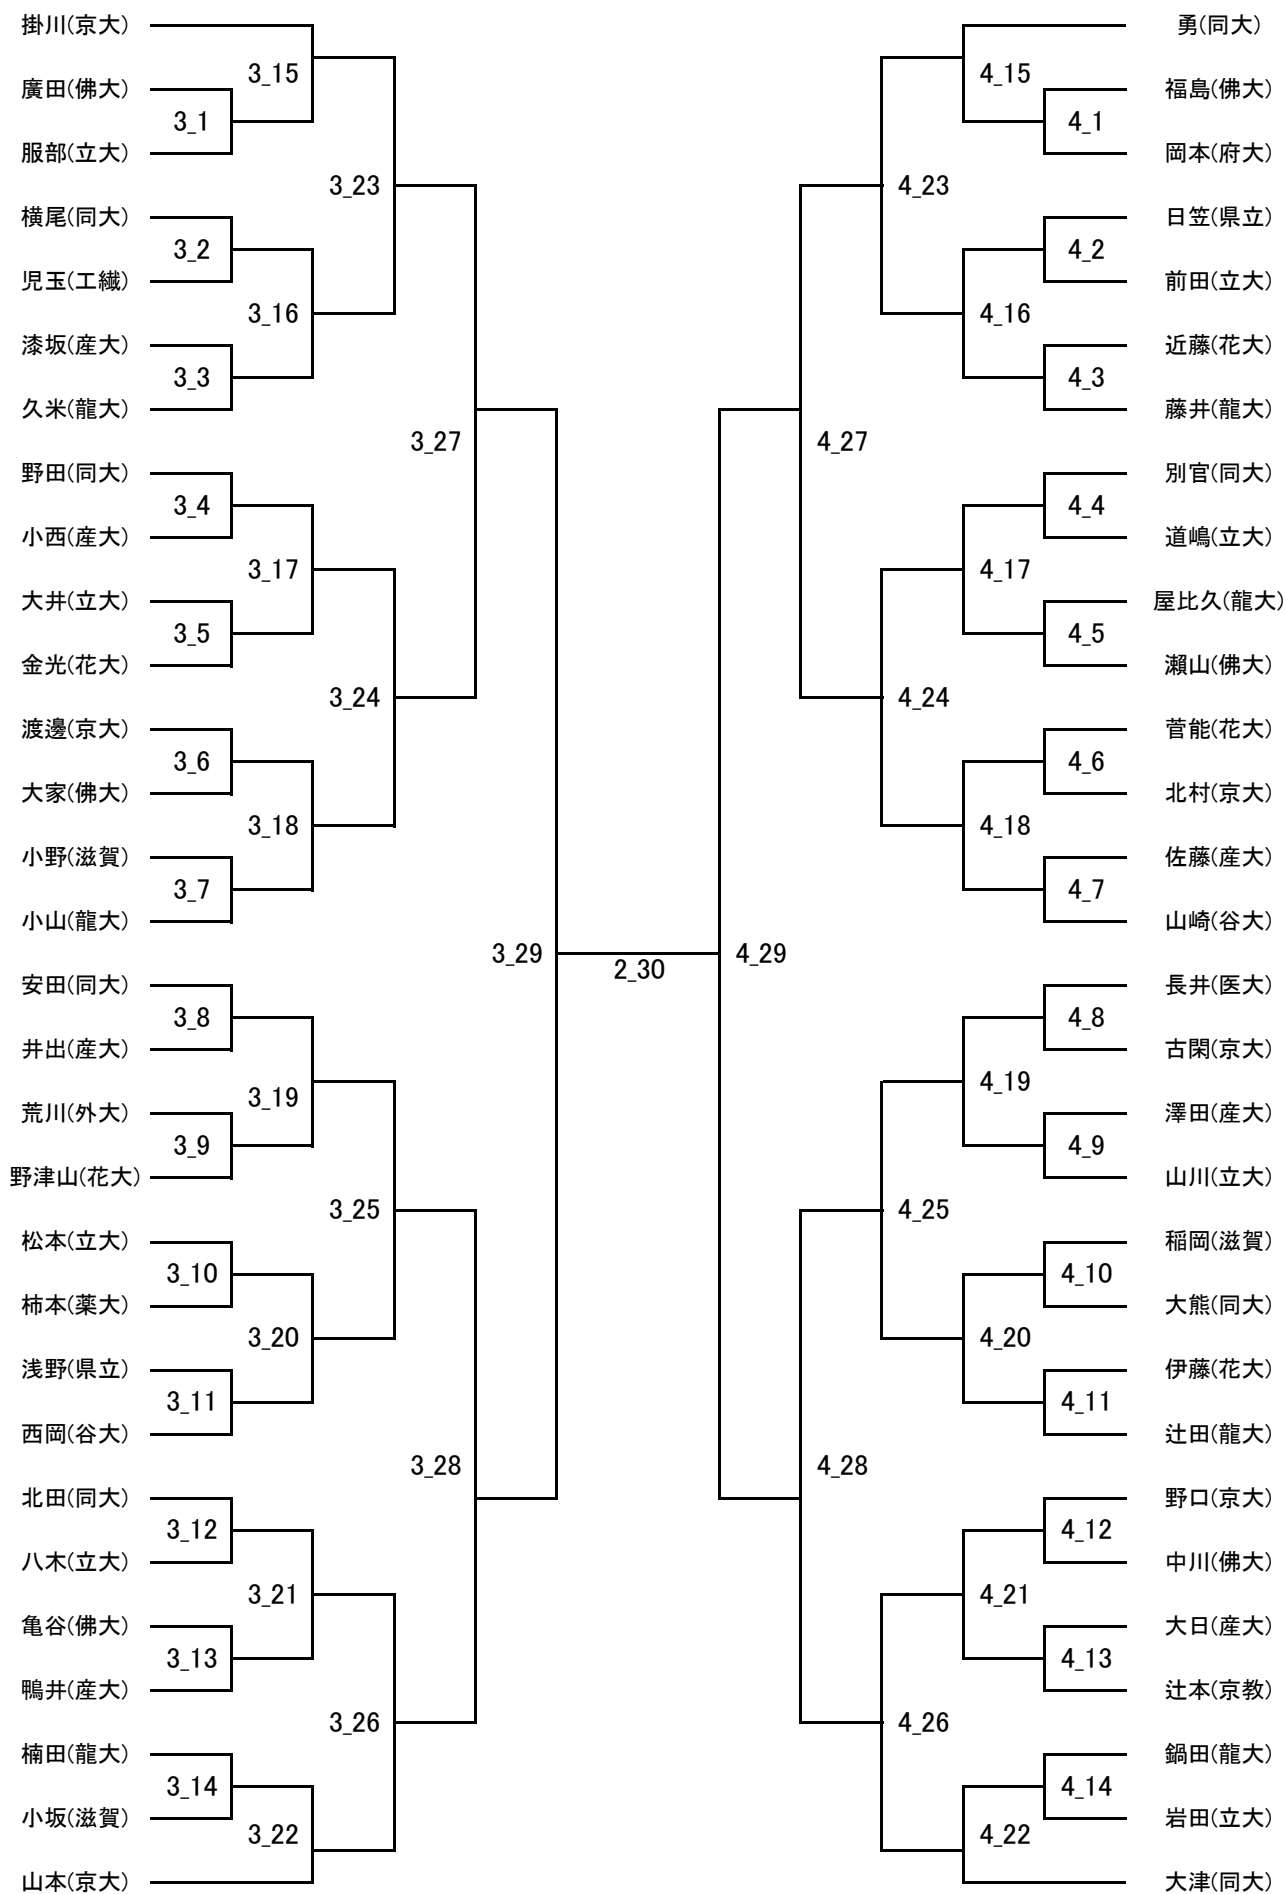 掛川(京大)
3_15
廣田(佛大)
3_1
服部(立大)
3_23
横尾(同大)
3_2
児玉(工繊)
3_16
漆坂(産大)
3_3
久米(龍大)
3_27
野田(同大)
3_4
小西(産大)
3_17
大井(立大)
3_5
金光(花大)
3_24
渡邊(京大)
3_6
大家(佛大)
3_18
小野(滋賀)
3_7
小山(龍大)
3_29
安田(同大)
3_8
井出(産大)
3_19
荒川(外大)
3_9
野津山(花大)
3_25
松本(立大)
3_10
柿本(薬大)
3_20
浅野(県立)
3_11
西岡(谷大)
3_28
北田(同大)
3_12
八木(立大)
3_21
亀谷(佛大)
3_13
鴨井(産大)
3_26
楠田(龍大)
3_14
小坂(滋賀)
3_22
山本(京大)
2_30
勇(同大)
4_15
福島(佛大)
4_1
岡本(府大)
4_23
日笠(県立)
4_2
前田(立大)
4_16
近藤(花大)
4_3
藤井(龍大)
4_27
別官(同大)
4_4
道嶋(立大)
4_17
屋比久(龍大)
4_5
瀬山(佛大)
4_24
菅能(花大)
4_6
北村(京大)
4_18
佐藤(産大)
4_7
山崎(谷大)
4_29
長井(医大)
4_8
古閑(京大)
4_19
澤田(産大)
4_9
山川(立大)
4_25
稲岡(滋賀)
4_10
大熊(同大)
4_20
伊藤(花大)
4_11
辻田(龍大)
4_28
野口(京大)
4_12
中川(佛大)
4_21
大日(産大)
4_13
辻本(京教)
4_26
鍋田(龍大)
4_14
岩田(立大)
4_22
大津(同大)